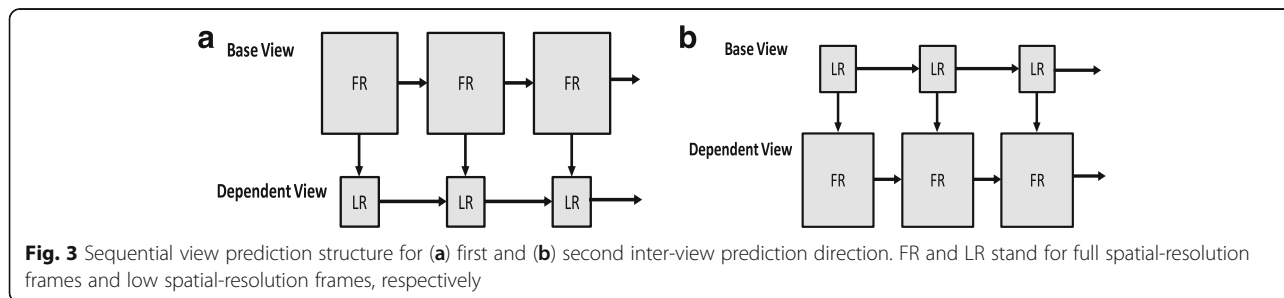 a
Base View
FR FR FR
Dependent View
LR LR LR
b
Base View
LR LR LR
Dependent View
FR FR FR
Fig. 3 Sequential view prediction structure for (a) first and (b) second inter-view prediction direction. FR and LR stand for full spatial-resolution
frames and low spatial-resolution frames, respectively